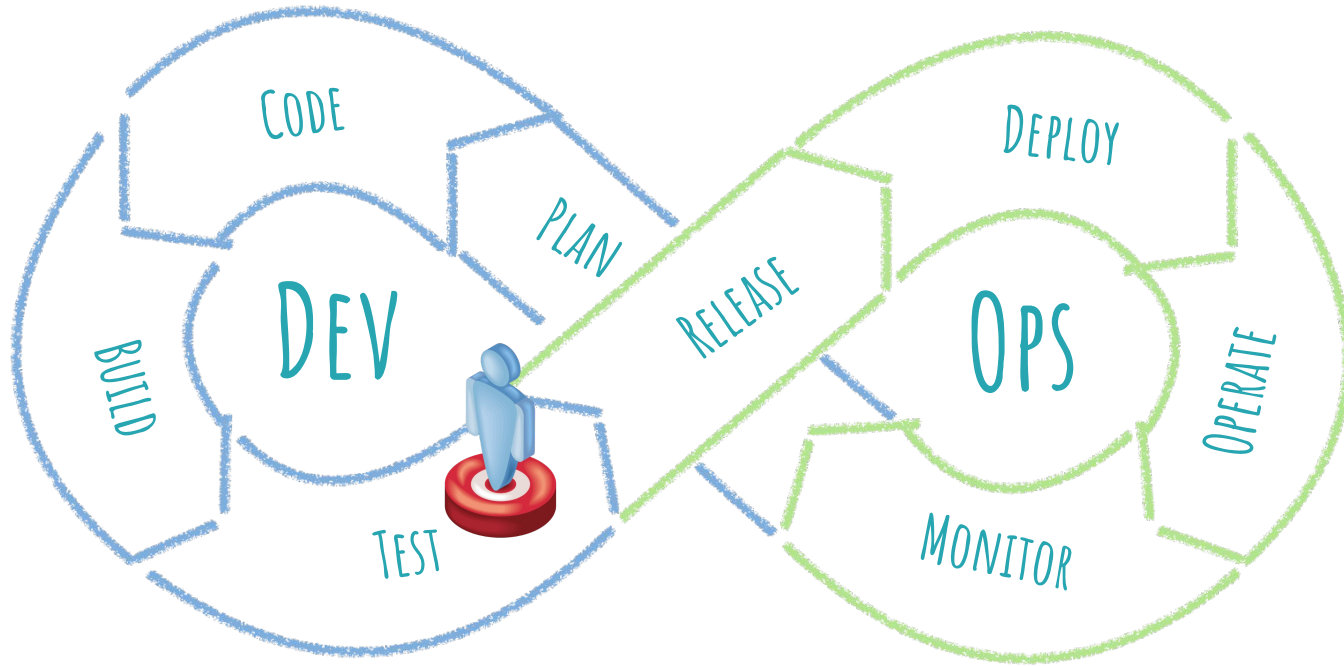 Code
Deploy
Plan
Release
Dev
Ops
Build
Operate
Test
Monitor